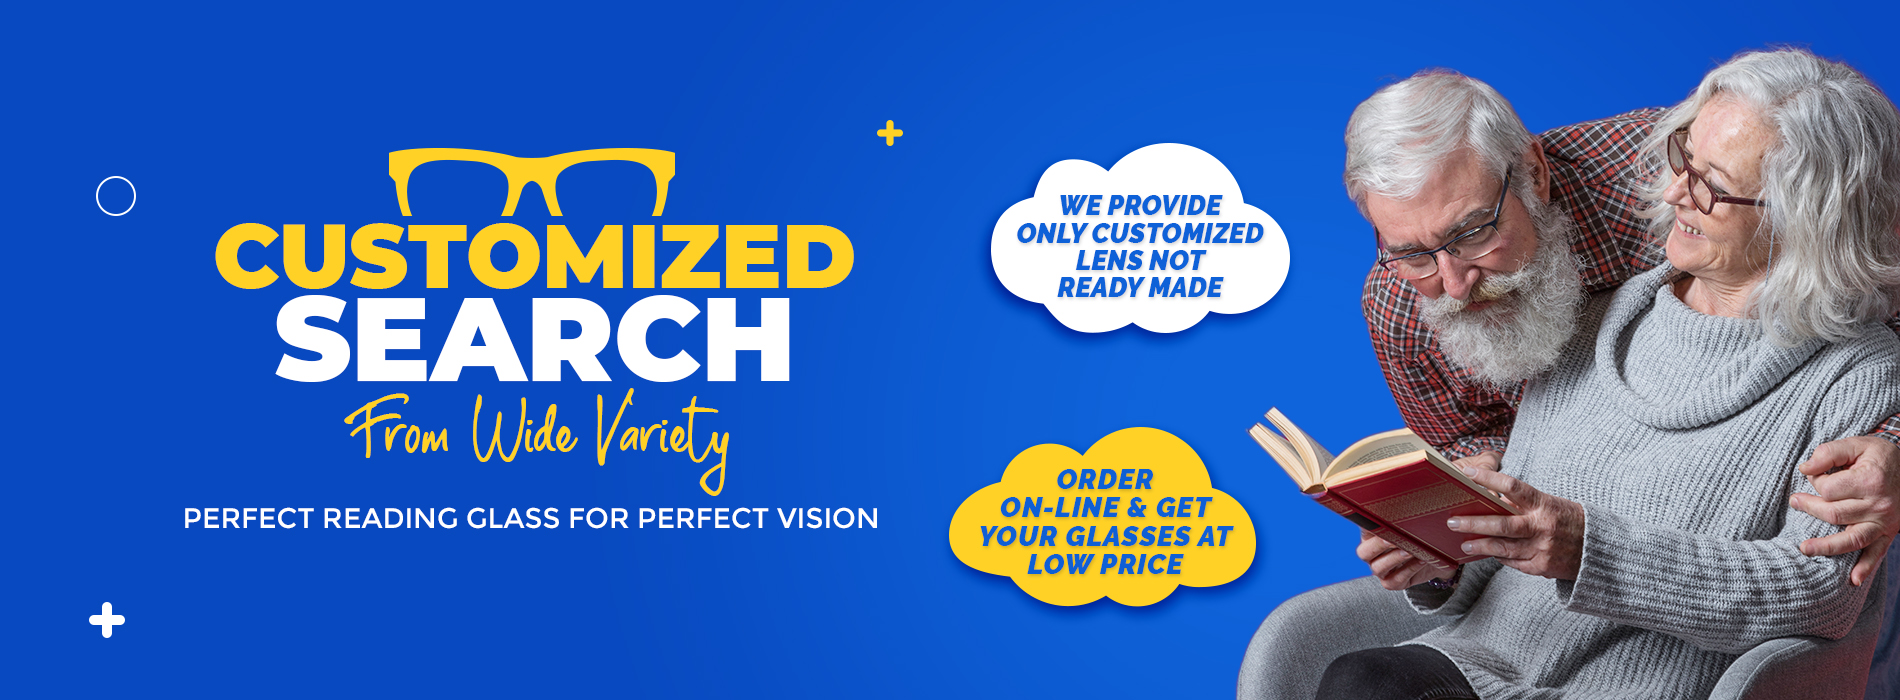 CUSTOMIZED
SEARCH
From Wide Variety
PERFECT READING GLASS FOR PERFECT VISION
WE PROVIDE
ONLY CUSTOMIZED
LENS NOT
READY MADE
ORDER
ON-LINE & GET
YOUR GLASSES AT
LOW PRICE